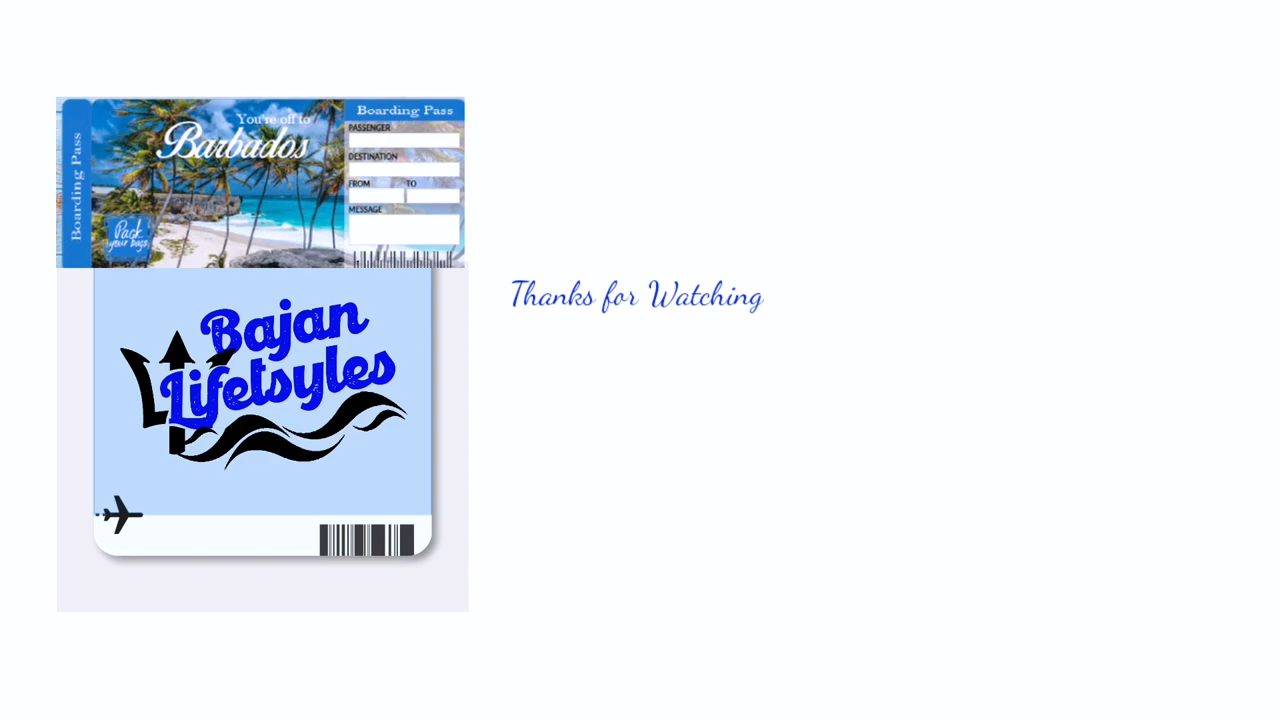 Boarding Pass
You're off to
Barbados
Pack
your bags
Boarding Pass
PASSENGER
DESTINATION
FROM TO
MESSAGE
Bajan
Lifetsyles
Thanks for Watching